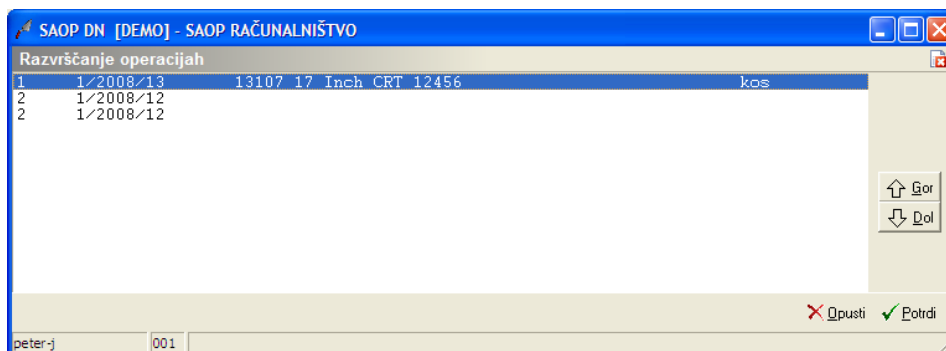 SAOP DN [DEMO] - SAOP RAČUNALNIŠTVO
Razvrščanje operacijah
1 1/2008/13 13107 17 Inch CRT 12456 kos
2 1/2008/12
2 1/2008/12
Gor
Dol
Opusti Potrdi
peter-j 001